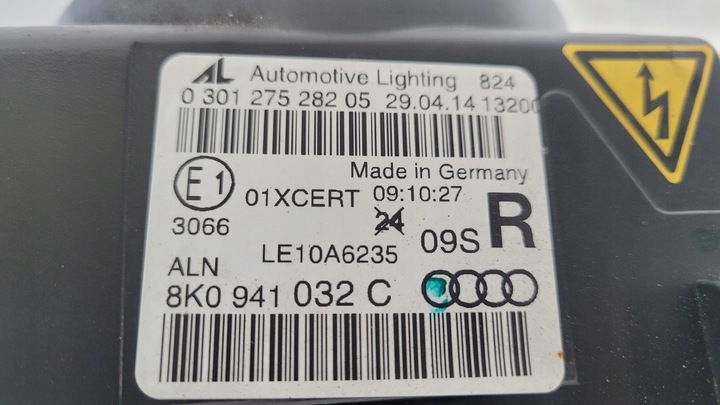 AL Automotive Lighting 824
0 301 275 282 05 29.04.14 13200
Made in Germany
E1 01XCERT 09:10:27
3066 24 09S R
LE10A6235
ALN
8K0 941 032 C